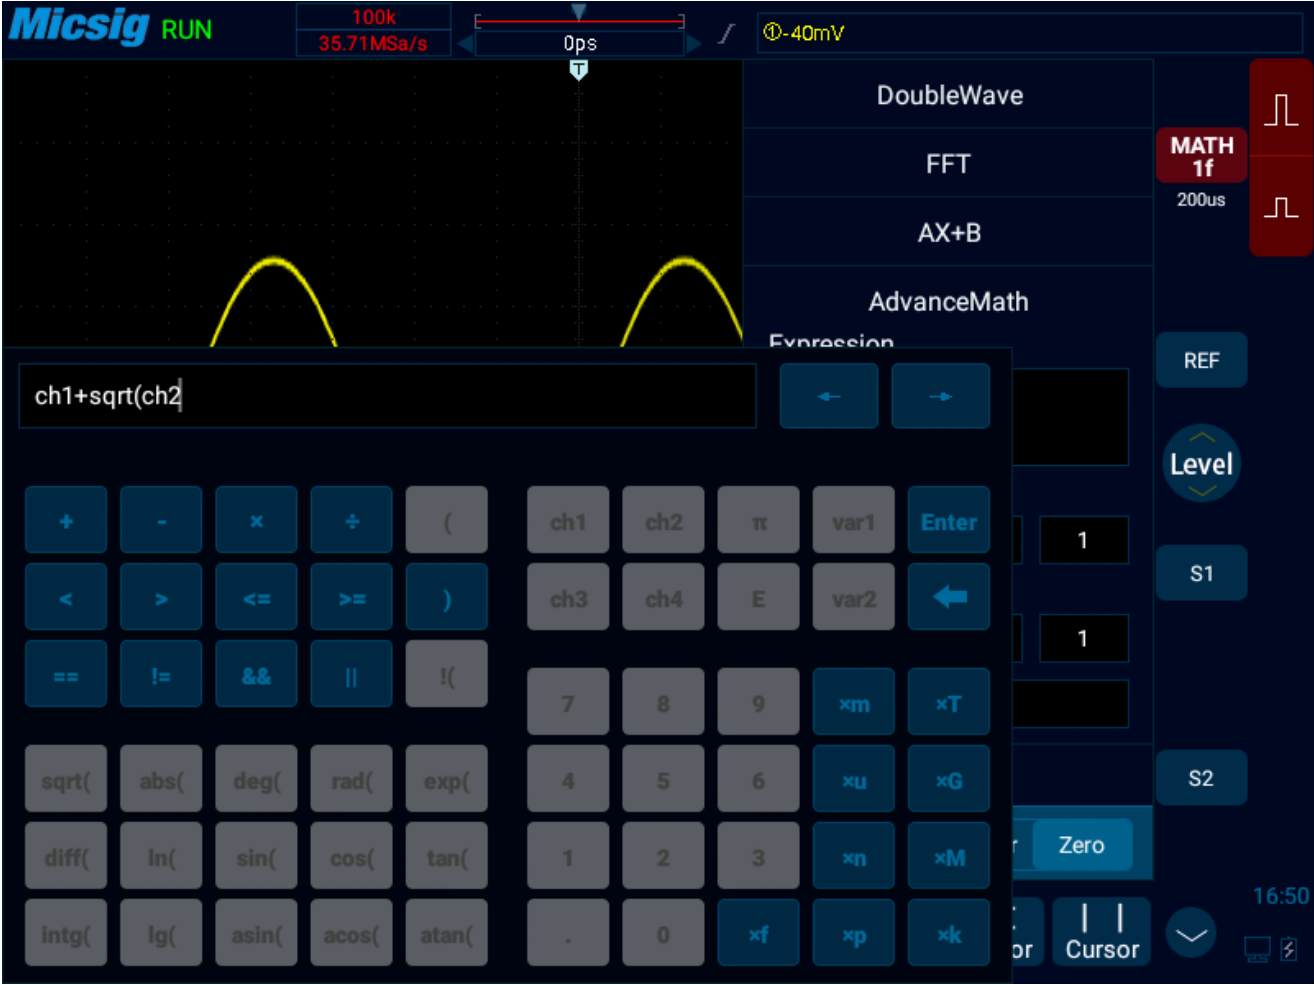 Micsig RUN
100k
35.71MSa/s
0ps
T
①-40mV
DoubleWave
FFT
AX+B
AdvanceMath
Expression
MATH
1f
200us
REF
Level
S1
S2
ch1+sqrt(ch2
+ - × ÷ ( ch1 ch2 π var1 Enter
< > <= >= ) ch3 ch4 E var2
== != && || !(
7 8 9 ×m ×T
sqrt( abs( deg( rad( exp( 4 5 6 ×u ×G
diff( ln( sin( cos( tan( 1 2 3 ×n ×M
intg( lg( asin( acos( atan( . 0 ×f ×p ×k
1
1
Zero
or
Cursor
16:50